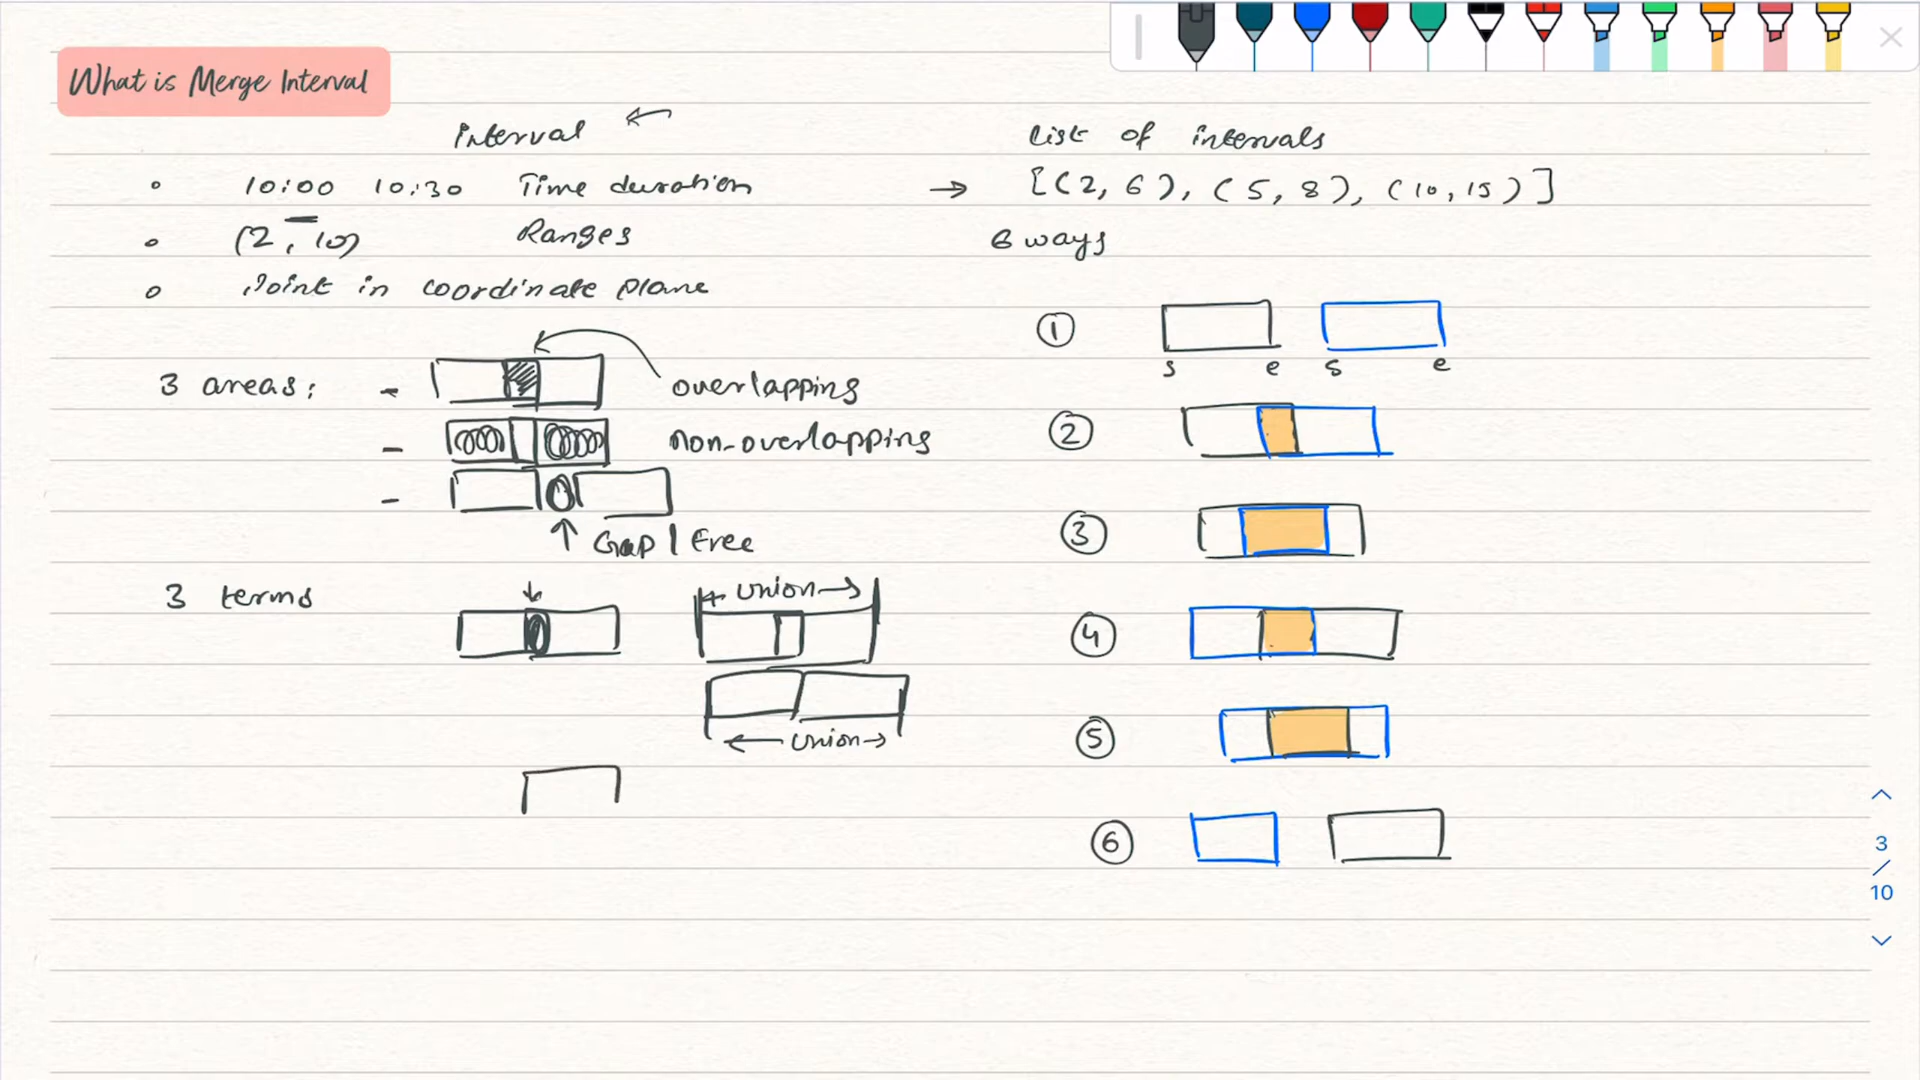 What is Merge Interval
Interval
10:00 10:30 Time duration
(2, 10) Ranges
Point in coordinate plane
3 areas:
- overlapping
- non-overlapping
-
Gap | Free
3 terms
Union
Union
List of intervals
[(2, 6), (5, 8), (10, 15)]
6 ways
1
s e s e
2
3
4
5
6
3
/
10